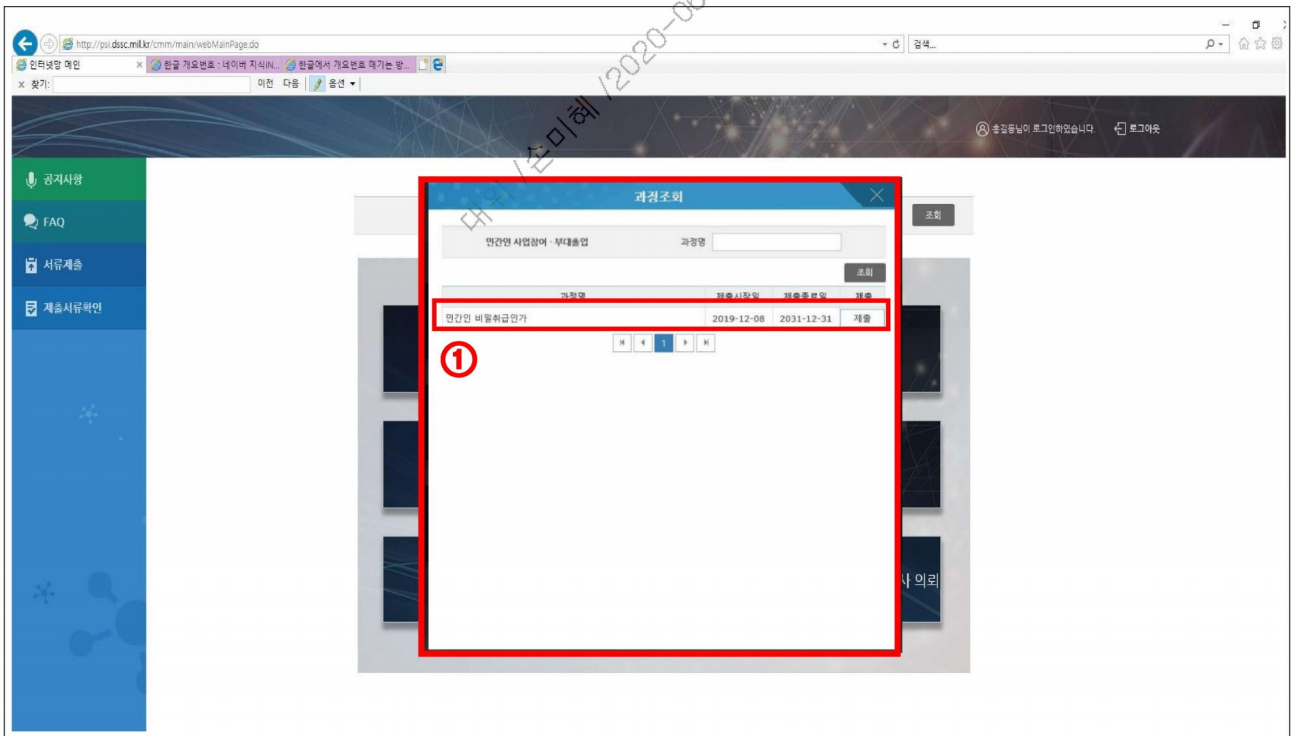 http://psi.dssc.mil.kr/cmm/main/webMainPage.do
검색...
인터넷망 메인
한글 개요번호 : 네이버 지식iN...
한글에서 개요번호 매기는 방...
x 찾기:
이전 다음 옵션
대위 /손미혜 /2020-06
님이 로그인하였습니다. 로그아웃
공지사항
FAQ
서류제출
제출서류확인
과정조회
조회
민간인 사업참여 · 부대출입 과정명
조회
과정명 제출시작일 제출종료일 제출
민간인 비밀취급인가 2019-12-08 2031-12-31 제출
1
①
사 의뢰